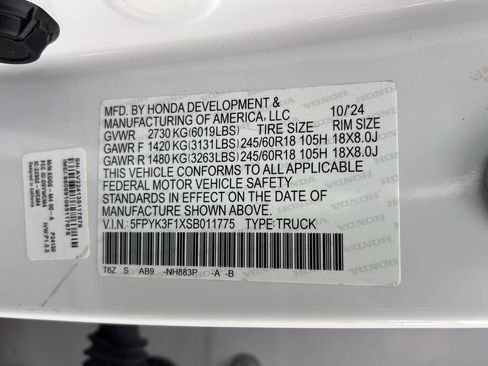 MFD. BY HONDA DEVELOPMENT &
MANUFACTURING OF AMERICA, LLC 10/'24
GVWR 2730 KG(6019LBS) TIRE SIZE RIM SIZE
GAWR F 1420 KG(3131LBS) 245/60R18 105H 18X8.0J
GAWR R 1480 KG(3263LBS) 245/60R18 105H 18X8.0J
THIS VEHICLE CONFORMS TO ALL APPLICABLE
FEDERAL MOTOR VEHICLE SAFETY
STANDARDS IN EFFECT ON THE DATE OF
MANUFACTURE SHOWN ABOVE.
V.I.N. 5FPYK3F1XSB011775 TYPE:TRUCK
T6Z S AB9 -NH883P -A -B